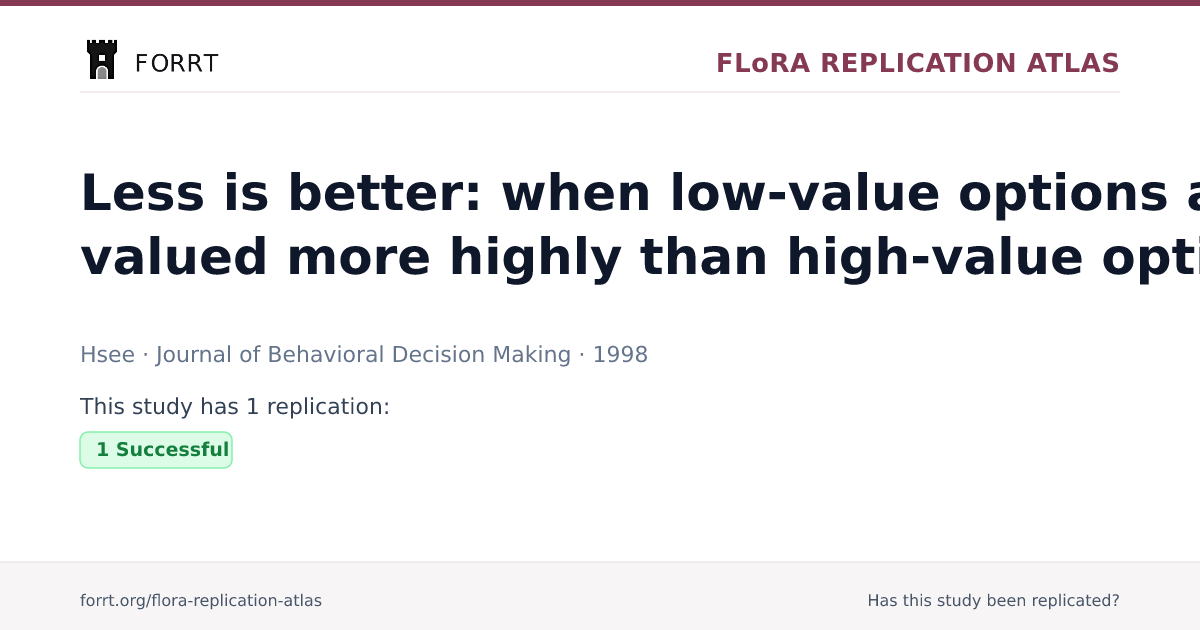 FORRT
FLoRA REPLICATION ATLAS
Less is better: when low-value options
valued more highly than high-value
Hsee · Journal of Behavioral Decision Making · 1998
This study has 1 replication:
1 Successful
forrt.org/flora-replication-atlas
Has this study been replicated?